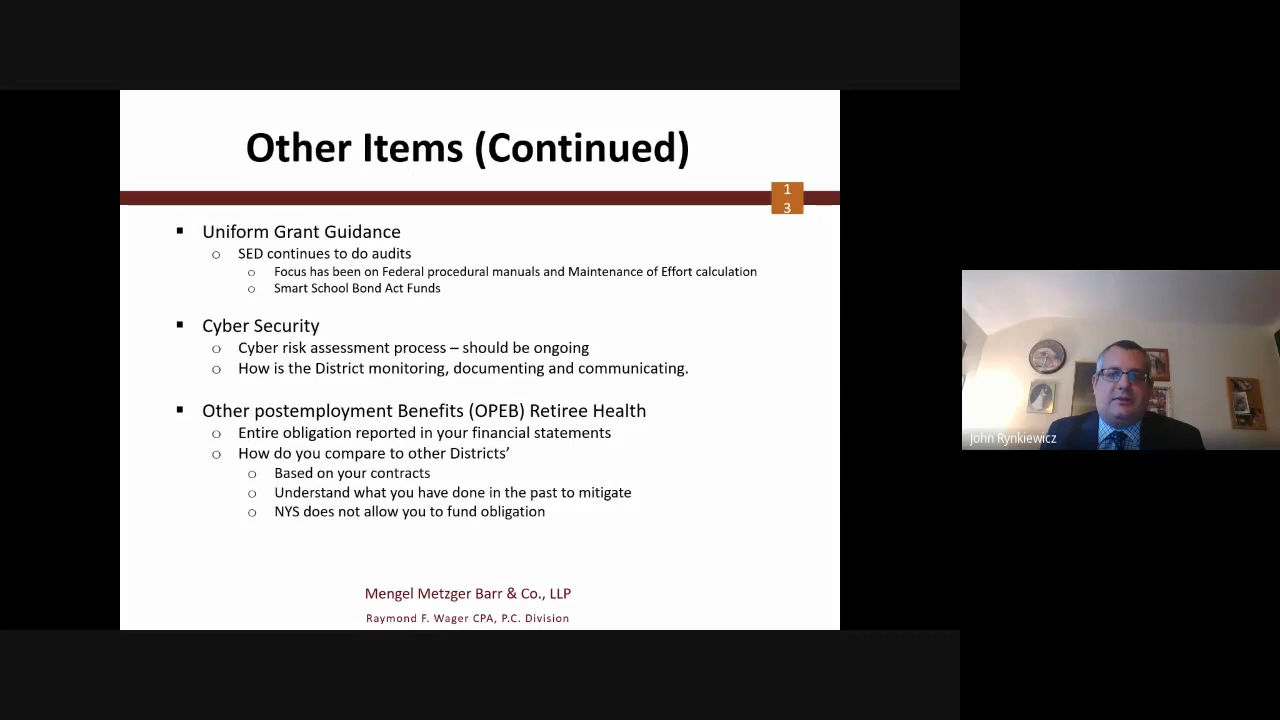 Other Items (Continued)
1
3
▪ Uniform Grant Guidance
○ SED continues to do audits
○ Focus has been on Federal procedural manuals and Maintenance of Effort calculation
○ Smart School Bond Act Funds
▪ Cyber Security
○ Cyber risk assessment process – should be ongoing
○ How is the District monitoring, documenting and communicating.
▪ Other postemployment Benefits (OPEB) Retiree Health
○ Entire obligation reported in your financial statements
○ How do you compare to other Districts’
○ Based on your contracts
○ Understand what you have done in the past to mitigate
○ NYS does not allow you to fund obligation
Mengel Metzger Barr & Co., LLP
Raymond F. Wager CPA, P.C. Division
John Rynkiewicz